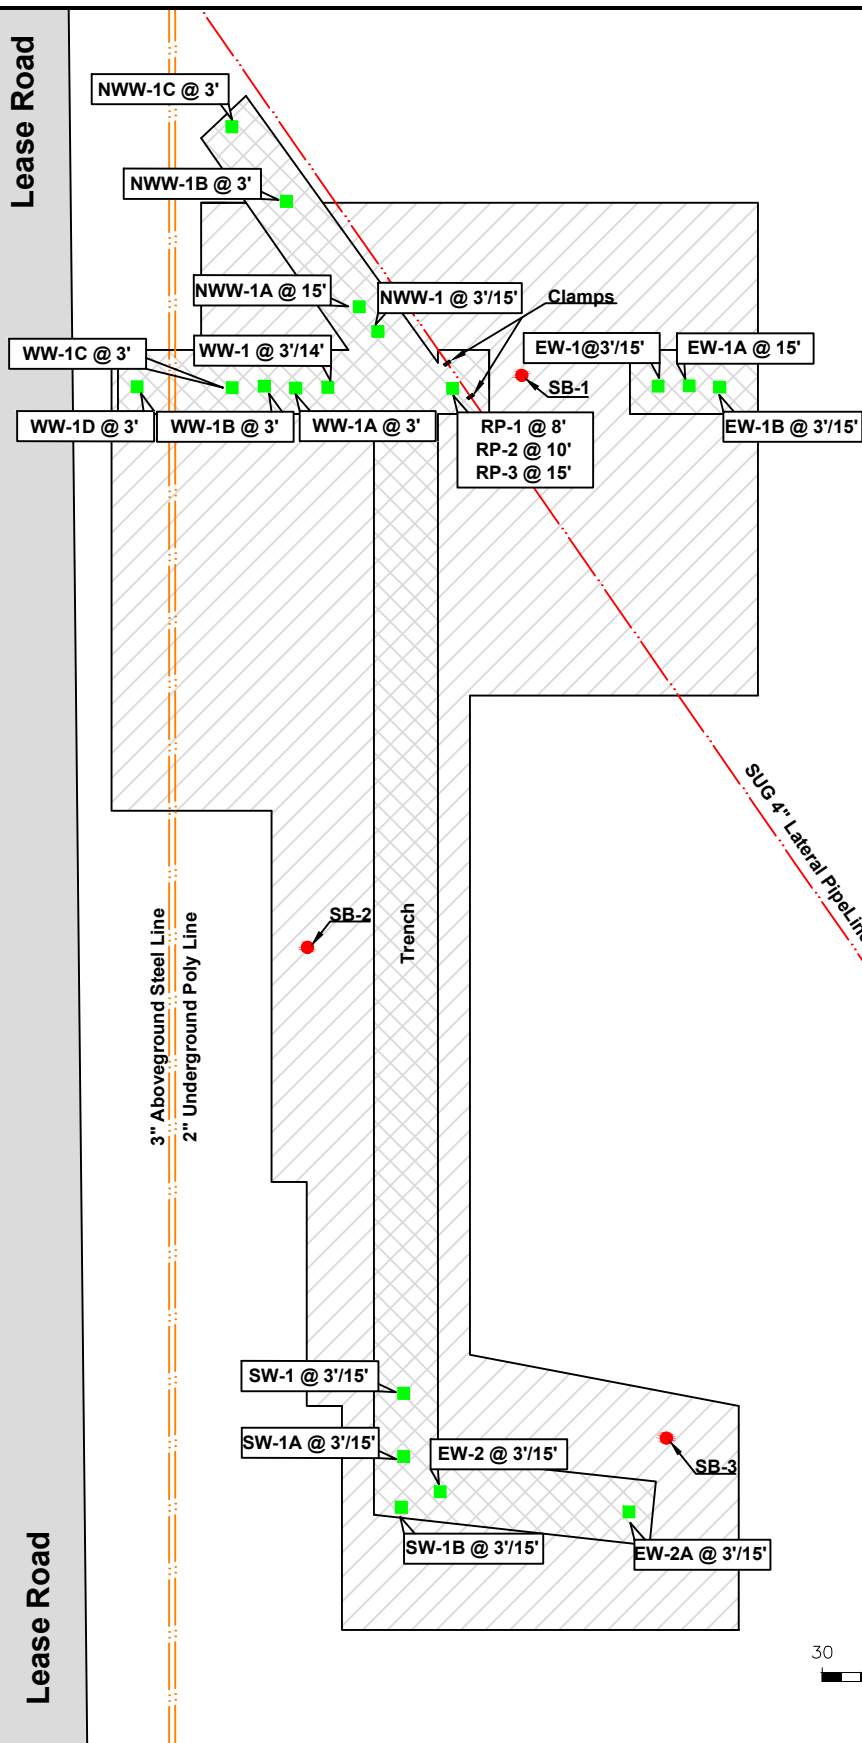 Lease Road
NWW-1C @ 3'
NWW-1B @ 3'
NWW-1A @ 15'
NWW-1 @ 3'/15'
Clamps
WW-1C @ 3'
WW-1 @ 3'/14'
EW-1@3'/15'
EW-1A @ 15'
SB-1
WW-1D @ 3'
WW-1B @ 3'
WW-1A @ 3'
RP-1 @ 8'
RP-2 @ 10'
RP-3 @ 15'
EW-1B @ 3'/15'
SUG 4" Lateral PipeLine
SB-2
Trench
3" Aboveground Steel Line
2" Underground Poly Line
SW-1 @ 3'/15'
SW-1A @ 3'/15'
EW-2 @ 3'/15'
SB-3
SW-1B @ 3'/15'
EW-2A @ 3'/15'
Lease Road
30